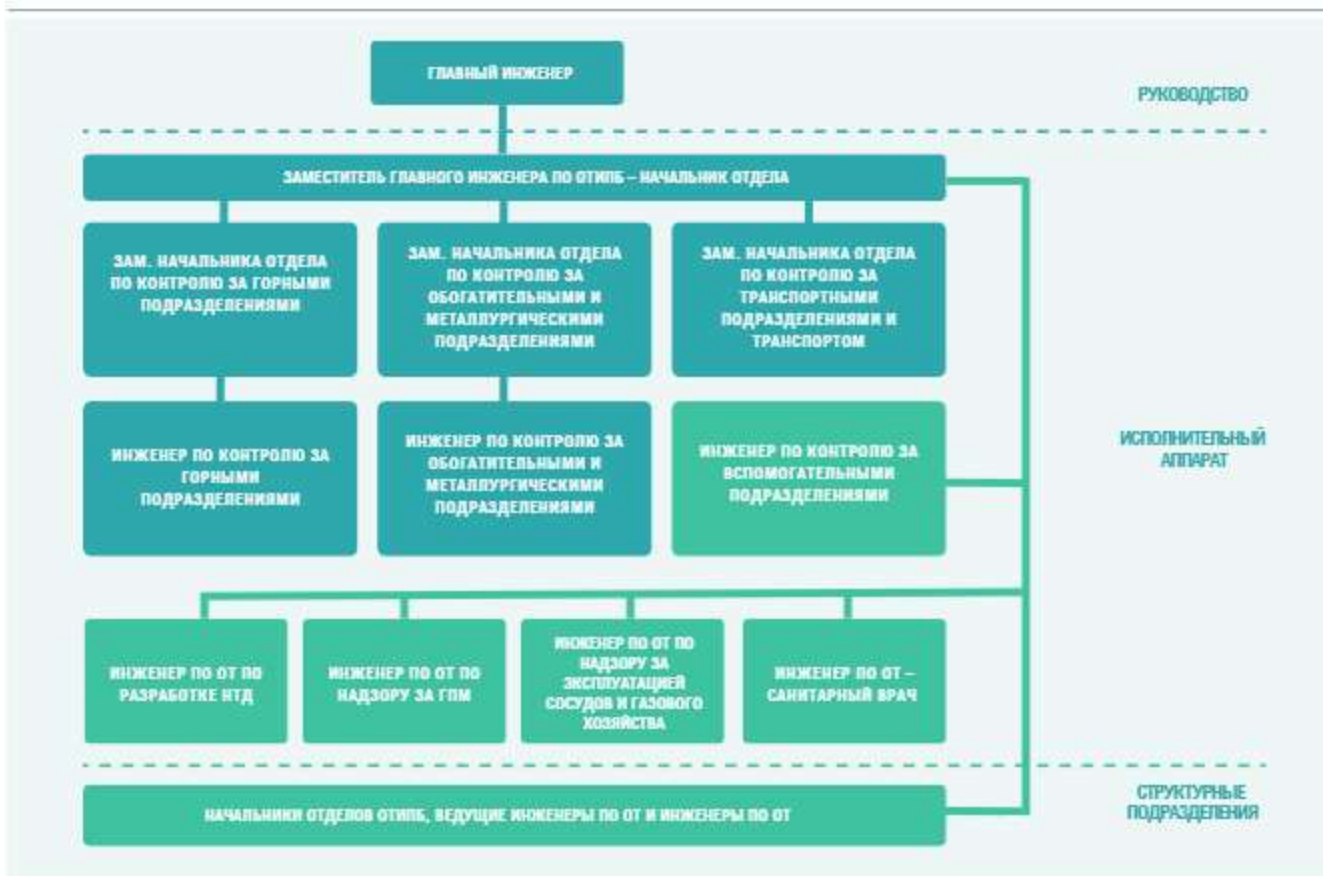 ГЛАВНЫЙ ИНЖЕНЕР
РУКОВОДСТВО
ЗАМЕСТИТЕЛЬ ГЛАВНОГО ИНЖЕНЕРА ПО ОТИПБ – НАЧАЛЬНИК ОТДЕЛА
ЗАМ. НАЧАЛЬНИКА ОТДЕЛА
ПО КОНТРОЛЮ ЗА ГОРНЫМИ
ПОДРАЗДЕЛЕНИЯМИ
ЗАМ. НАЧАЛЬНИКА ОТДЕЛА
ПО КОНТРОЛЮ ЗА
ОБОГАТИТЕЛЬНЫМИ И
МЕТАЛЛУРГИЧЕСКИМИ
ПОДРАЗДЕЛЕНИЯМИ
ЗАМ. НАЧАЛЬНИКА ОТДЕЛА
ПО КОНТРОЛЮ ЗА
ТРАНСПОРТНЫМИ
ПОДРАЗДЕЛЕНИЯМИ И
ТРАНСПОРТОМ
ИНЖЕНЕР ПО КОНТРОЛЮ ЗА
ГОРНЫМИ
ПОДРАЗДЕЛЕНИЯМИ
ИНЖЕНЕР ПО КОНТРОЛЮ ЗА
ОБОГАТИТЕЛЬНЫМИ И
МЕТАЛЛУРГИЧЕСКИМИ
ПОДРАЗДЕЛЕНИЯМИ
ИНЖЕНЕР ПО КОНТРОЛЮ ЗА
ВСПОМОГАТЕЛЬНЫМИ
ПОДРАЗДЕЛЕНИЯМИ
ИСПОЛНИТЕЛЬНЫЙ
АППАРАТ
ИНЖЕНЕР ПО ОТ ПО
РАЗРАБОТКЕ НТД
ИНЖЕНЕР ПО ОТ ПО
НАДЗОРУ ЗА ГПМ
ИНЖЕНЕР ПО ОТ ПО
НАДЗОРУ ЗА
ЭКСПЛУАТАЦИЕЙ
СОСУДОВ И ГАЗОВОГО
ХОЗЯЙСТВА
ИНЖЕНЕР ПО ОТ –
САНИТАРНЫЙ ВРАЧ
НАЧАЛЬНИКИ ОТДЕЛОВ ОТИПБ, ВЕДУЩИЕ ИНЖЕНЕРЫ ПО ОТ И ИНЖЕНЕРЫ ПО ОТ
СТРУКТУРНЫЕ
ПОДРАЗДЕЛЕНИЯ